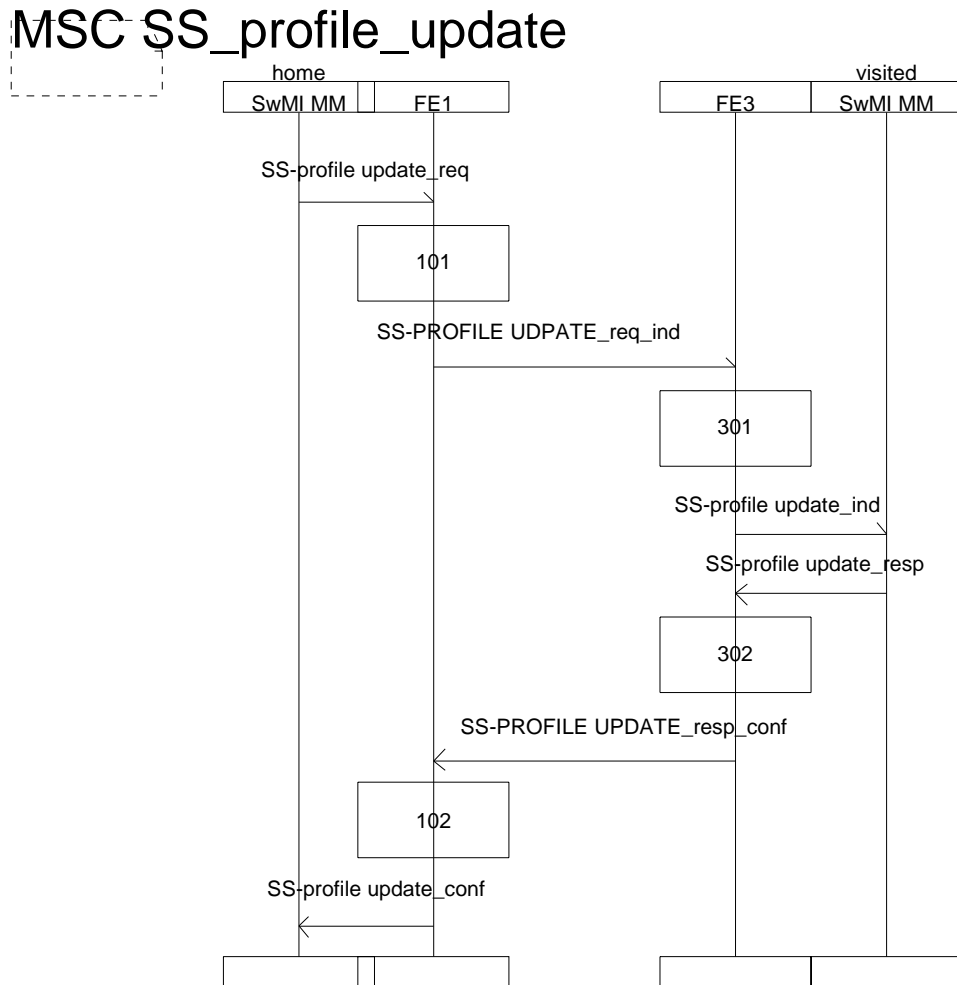 MSC SS_profile_update
home
visited
SwMI MM
FE1
FE3
SwMI MM
SS-profile update_req
101
SS-PROFILE UDPATE_req_ind
301
SS-profile update_ind
SS-profile update_resp
302
SS-PROFILE UPDATE_resp_conf
102
SS-profile update_conf